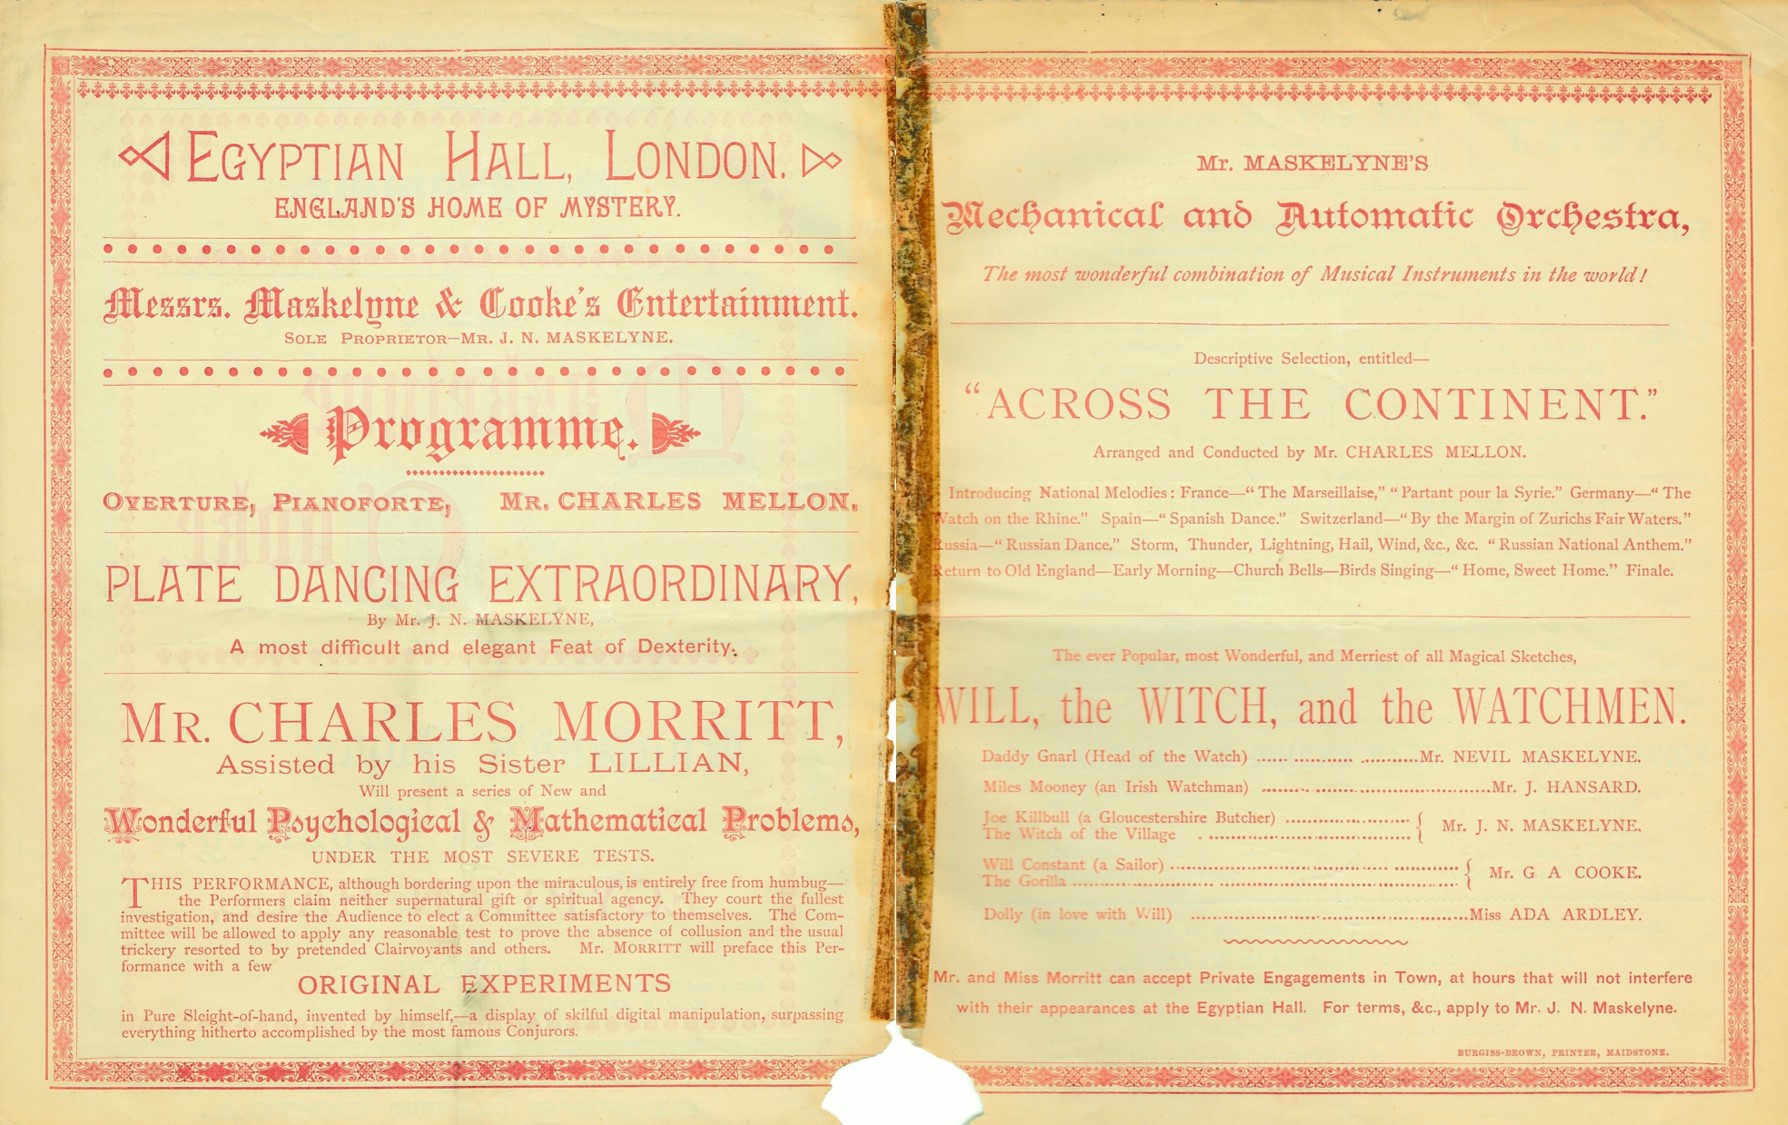 EGYPTIAN HALL, LONDON.
ENGLAND'S HOME OF MYSTERY.
Messrs. Maskelyne & Cooke's Entertainment.
SOLE PROPRIETOR—MR. J. N. MASKELYNE.
Programme.
OVERTURE, PIANOFORTE, MR. CHARLES MELLON.
PLATE DANCING EXTRAORDINARY,
By Mr. J. N. MASKELYNE,
A most difficult and elegant Feat of Dexterity.
MR. CHARLES MORRITT,
Assisted by his Sister LILLIAN,
Will present a series of New and
Wonderful Psychological & Mathematical Problems,
UNDER THE MOST SEVERE TESTS.
THIS PERFORMANCE, although bordering upon the miraculous, is entirely free from humbug—
the Performers claim neither supernatural gift or spiritual agency. They court the fullest
investigation, and desire the Audience to elect a Committee satisfactory to themselves. The Com-
mittee will be allowed to apply any reasonable test to prove the absence of collusion and the usual
trickery resorted to by pretended Clairvoyants and others. Mr. MORRITT will preface this Per-
formance with a few
ORIGINAL EXPERIMENTS
in Pure Sleight-of-hand, invented by himself,—a display of skilful digital manipulation, surpassing
everything hitherto accomplished by the most famous Conjurors.
Mr. MASKELYNE'S
Mechanical and Automatic Orchestra,
The most wonderful combination of Musical Instruments in the world!
Descriptive Selection, entitled—
"ACROSS THE CONTINENT."
Arranged and Conducted by Mr. CHARLES MELLON.
Introducing National Melodies: France—"The Marseillaise," "Partant pour la Syrie." Germany—"The
Watch on the Rhine." Spain—"Spanish Dance." Switzerland—"By the Margin of Zurichs Fair Waters."
Russia—"Russian Dance." Storm, Thunder, Lightning, Hail, Wind, &c., &c. "Russian National Anthem."
Return to Old England—Early Morning—Church Bells—Birds Singing—"Home, Sweet Home." Finale.
The ever Popular, most Wonderful, and Merriest of all Magical Sketches,
WILL, the WITCH, and the WATCHMEN.
Daddy Gnarl (Head of the Watch) ........ Mr. NEVIL MASKELYNE.
Miles Mooney (an Irish Watchman) ........ Mr. J. HANSARD.
Joe Killbull (a Gloucestershire Butcher) ........ { Mr. J. N. MASKELYNE.
The Witch of the Village ........
Will Constant (a Sailor) ........ { Mr. G A COOKE.
The Gorilla ........
Dolly (in love with Will) ........ Miss ADA ARDLEY.
Mr. and Miss Morritt can accept Private Engagements in Town, at hours that will not interfere
with their appearances at the Egyptian Hall. For terms, &c., apply to Mr. J. N. Maskelyne.
BURGISS-BROWN, PRINTER, MAIDSTONE.